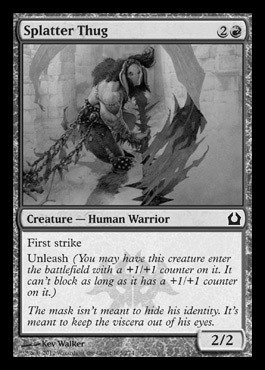 Splatter Thug 2
Creature — Human Warrior
First strike
Unleash (You may have this creature enter
the battlefield with a +1/+1 counter on it. It
can't block as long as it has a +1/+1 counter
on it.)
The mask isn't meant to hide his identity. It's
meant to keep the viscera out of his eyes.
2/2
Kev Walker